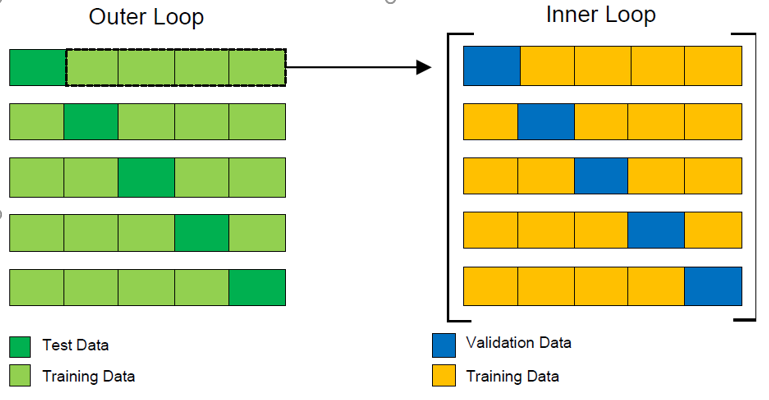 Outer Loop
Inner Loop
Test Data
Training Data
Validation Data
Training Data